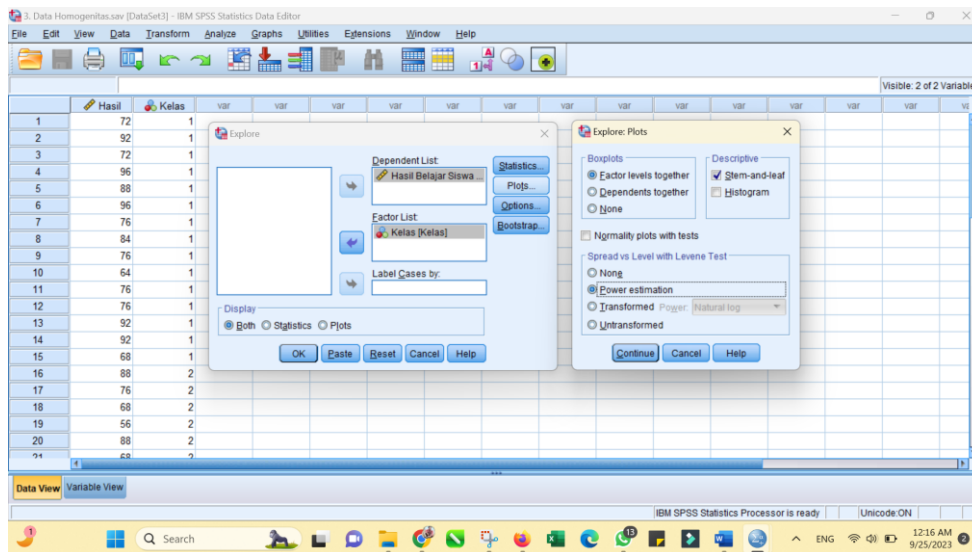 3. Data Homogenitas.sav [DataSet3] - IBM SPSS Statistics Data Editor
File Edit View Data Transform Analyze Graphs Utilities Extensions Window Help
Visible: 2 of 2 Variable
Hasil Kelas var var var var var var var var var var var var var
1 72 1
2 92 1
3 72 1
4 96 1
5 88 1
6 96 1
7 76 1
8 84 1
9 76 1
10 64 1
11 76 1
12 76 1
13 92 1
14 92 1
15 68 1
16 88 2
17 76 2
18 68 2
19 56 2
20 88 2
21 68 2
Explore
Dependent List:
Hasil Belajar Siswa ...
Factor List:
Kelas [Kelas]
Label Cases by:
Statistics...
Plots...
Options...
Bootstrap...
Display
Both Statistics Plots
OK Paste Reset Cancel Help
Explore: Plots
Boxplots
Factor levels together
Dependents together
None
Descriptive
Stem-and-leaf
Histogram
Normality plots with tests
Spread vs Level with Levene Test
None
Power estimation
Transformed Power: Natural log
Untransformed
Continue Cancel Help
Data View Variable View
IBM SPSS Statistics Processor is ready Unicode:ON
1 Search 13 ENG 12:16 AM 2
9/25/2023